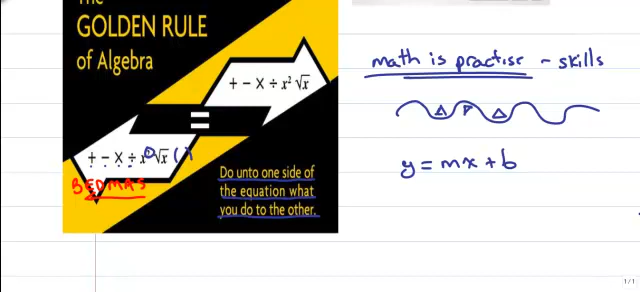 The
GOLDEN RULE
of Algebra
+ − × ÷ x² √x
=
+ − × ÷ x √x ( )
BEDMAS
Do unto one side of
the equation what
you do to the other.
math is practise - skills
y = mx + b
1/1